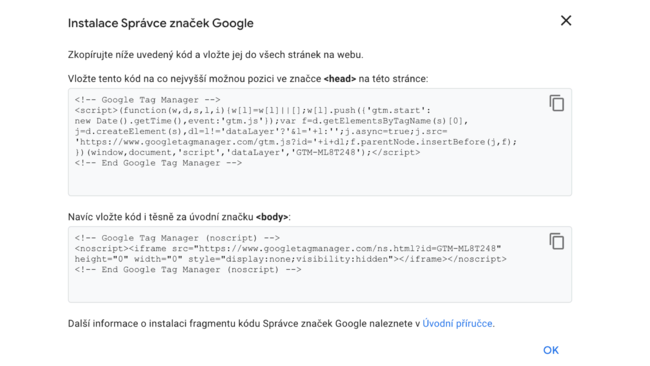 Instalace Správce značek Google
Zkopírujte níže uvedený kód a vložte jej do všech stránek na webu.
Vložte tento kód na co nejvyšší možnou pozici ve značce <head> na této stránce:
<!-- Google Tag Manager -->
<script>(function(w,d,s,l,i){w[l]=w[l]||[];w[l].push({'gtm.start':
new Date().getTime(),event:'gtm.js'});var f=d.getElementsByTagName(s)[0],
j=d.createElement(s),dl=l!='dataLayer'?'&l='+l:'';j.async=true;j.src=
'https://www.googletagmanager.com/gtm.js?id='+i+dl;f.parentNode.insertBefore(j,f);
})(window,document,'script','dataLayer','GTM-ML8T248');</script>
<!-- End Google Tag Manager -->
Navíc vložte kód i těsně za úvodní značku <body>:
<!-- Google Tag Manager (noscript) -->
<noscript><iframe src="https://www.googletagmanager.com/ns.html?id=GTM-ML8T248"
height="0" width="0" style="display:none;visibility:hidden"></iframe></noscript>
<!-- End Google Tag Manager (noscript) -->
Další informace o instalaci fragmentu kódu Správce značek Google naleznete v Úvodní příručce.
OK